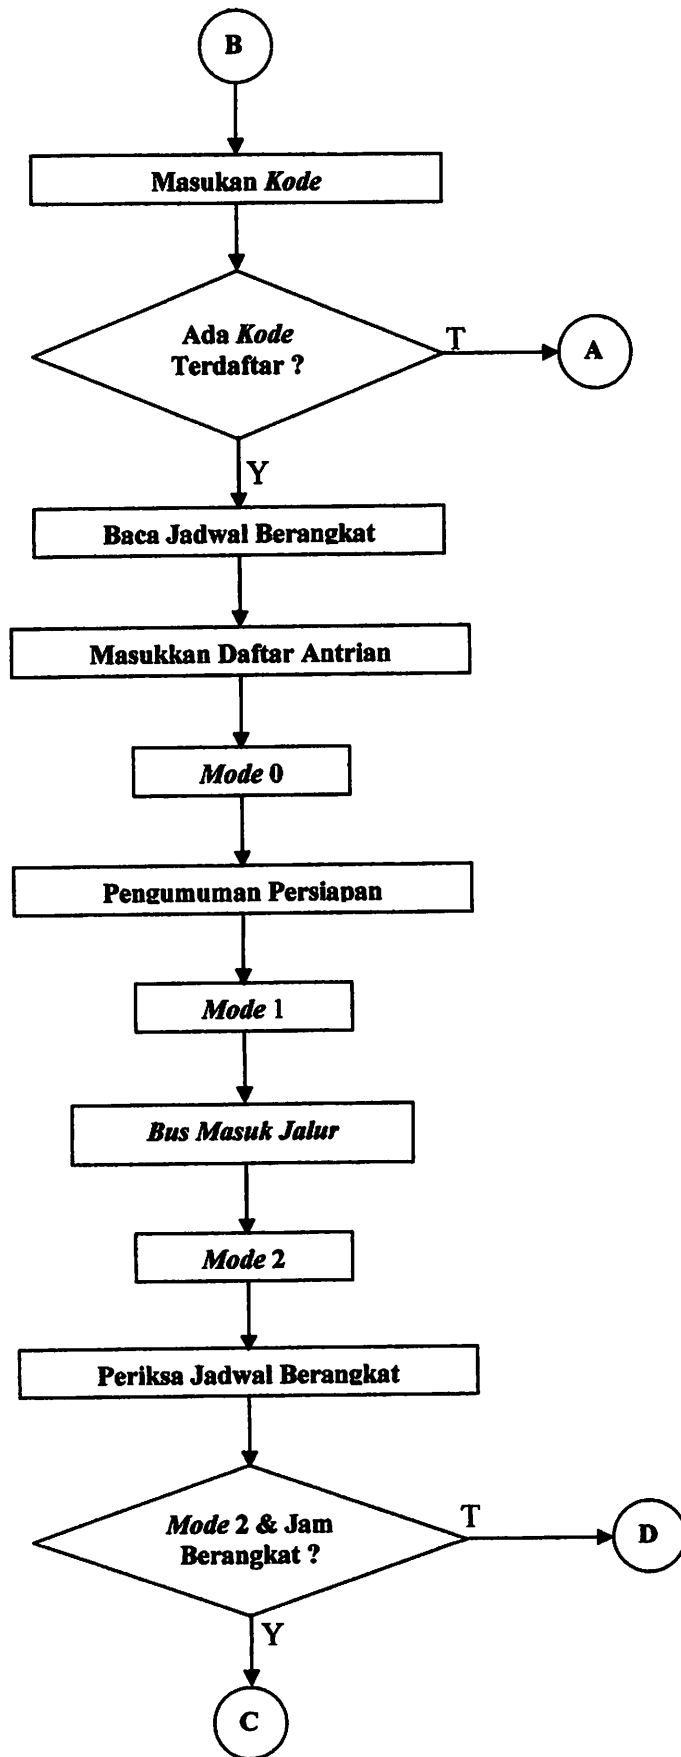 B
Masukan Kode
Ada Kode
Terdaftar ?
T
A
Y
Baca Jadwal Berangkat
Masukkan Daftar Antrian
Mode 0
Pengumuman Persiapan
Mode 1
Bus Masuk Jalur
Mode 2
Periksa Jadwal Berangkat
Mode 2 & Jam
Berangkat ?
T
D
Y
C